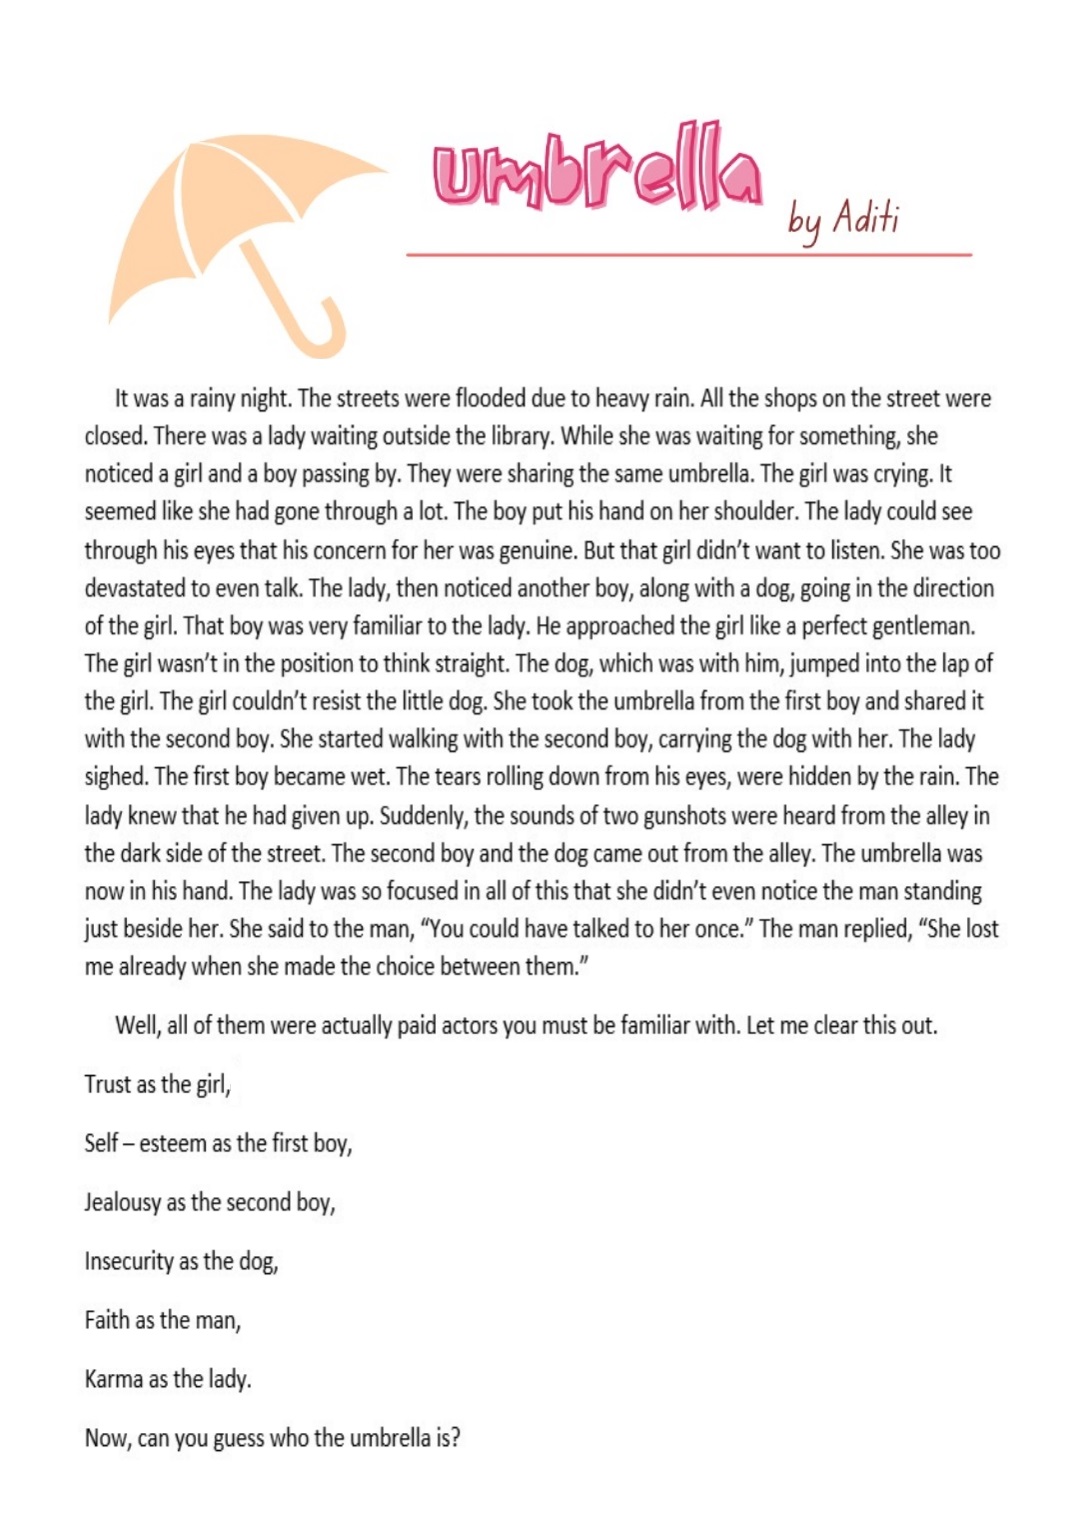 umbrella
by Aditi
It was a rainy night. The streets were flooded due to heavy rain. All the shops on the street were
closed. There was a lady waiting outside the library. While she was waiting for something, she
noticed a girl and a boy passing by. They were sharing the same umbrella. The girl was crying. It
seemed like she had gone through a lot. The boy put his hand on her shoulder. The lady could see
through his eyes that his concern for her was genuine. But that girl didn’t want to listen. She was too
devastated to even talk. The lady, then noticed another boy, along with a dog, going in the direction
of the girl. That boy was very familiar to the lady. He approached the girl like a perfect gentleman.
The girl wasn’t in the position to think straight. The dog, which was with him, jumped into the lap of
the girl. The girl couldn’t resist the little dog. She took the umbrella from the first boy and shared it
with the second boy. She started walking with the second boy, carrying the dog with her. The lady
sighed. The first boy became wet. The tears rolling down from his eyes, were hidden by the rain. The
lady knew that he had given up. Suddenly, the sounds of two gunshots were heard from the alley in
the dark side of the street. The second boy and the dog came out from the alley. The umbrella was
now in his hand. The lady was so focused in all of this that she didn’t even notice the man standing
just beside her. She said to the man, “You could have talked to her once.” The man replied, “She lost
me already when she made the choice between them.”
Well, all of them were actually paid actors you must be familiar with. Let me clear this out.
Trust as the girl,
Self – esteem as the first boy,
Jealousy as the second boy,
Insecurity as the dog,
Faith as the man,
Karma as the lady.
Now, can you guess who the umbrella is?